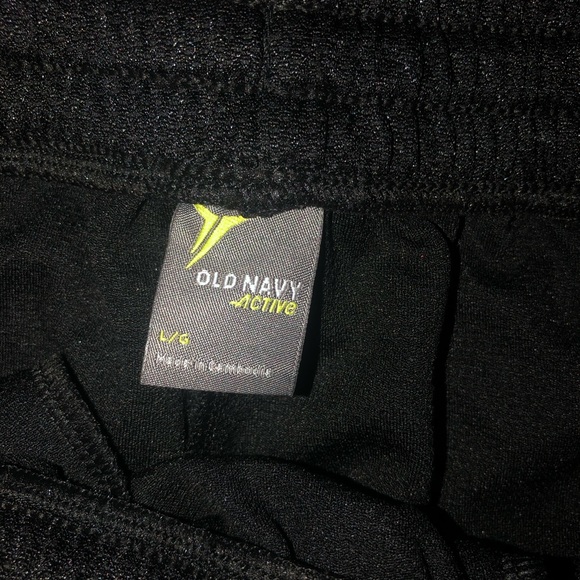 OLD NAVY
ACTIVE
L/G
Made in Cambodia